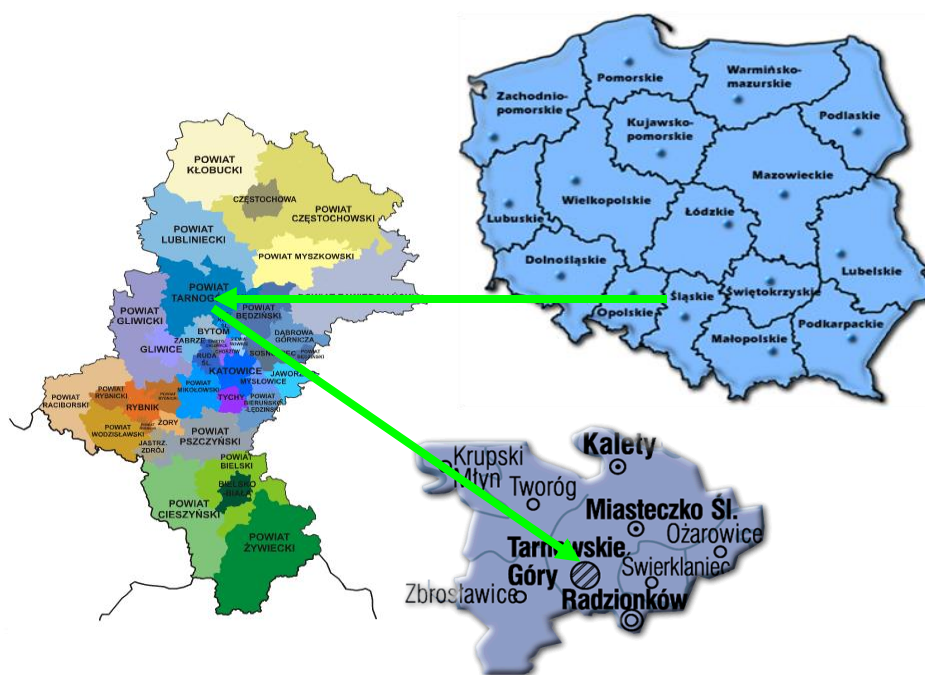 Pomorskie
Warmińsko-
mazurskie
Zachodnio-
pomorskie
Podlaskie
Kujawsko-
pomorskie
Mazowieckie
Wielkopolskie
Lubuskie
Łódzkie
Dolnośląskie
Lubelskie
Opolskie
Śląskie
Świętokrzyskie
Małopolskie
Podkarpackie
POWIAT
KŁOBUCKI
CZĘSTOCHOWA
POWIAT
CZĘSTOCHOWSKI
POWIAT
LUBLINIECKI
POWIAT MYSZKOWSKI
POWIAT
POWIAT
GLIWICKI
POWIAT
BĘDZIŃSKI
BYTOM
ZABRZE
DĄBROWA
GÓRNICZA
GLIWICE
RUDA
ŚL.
KATOWICE
MYSŁOWICE
POWIAT
MIKOŁOWSKI
TYCHY
POWIAT
BIERUŃSKO
-LĘDZIŃSKI
POWIAT
RACIBORSKI
POWIAT
RYBNICKI
RYBNIK
ŻORY
POWIAT
WODZISŁAWSKI
JASTRZ.
ZDRÓJ
POWIAT
PSZCZYŃSKI
POWIAT
BIELSKI
BIELSKO
-BIAŁA
POWIAT
CIESZYŃSKI
POWIAT
ŻYWIECKI
Kalety
Krupski
Młyn
Tworóg
Miasteczko Śl.
Ożarowice
Tarnowskie
Góry
Świerklaniec
Zbrosławice
Radzionków